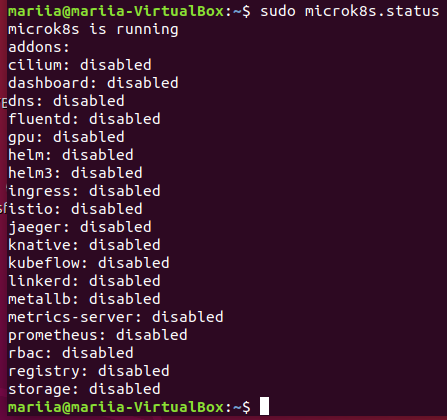 mariia@mariia-VirtualBox:~$ sudo microk8s.status
microk8s is running
addons:
cilium: disabled
dashboard: disabled
dns: disabled
fluentd: disabled
gpu: disabled
helm: disabled
helm3: disabled
ingress: disabled
istio: disabled
jaeger: disabled
knative: disabled
kubeflow: disabled
linkerd: disabled
metallb: disabled
metrics-server: disabled
prometheus: disabled
rbac: disabled
registry: disabled
storage: disabled
mariia@mariia-VirtualBox:~$